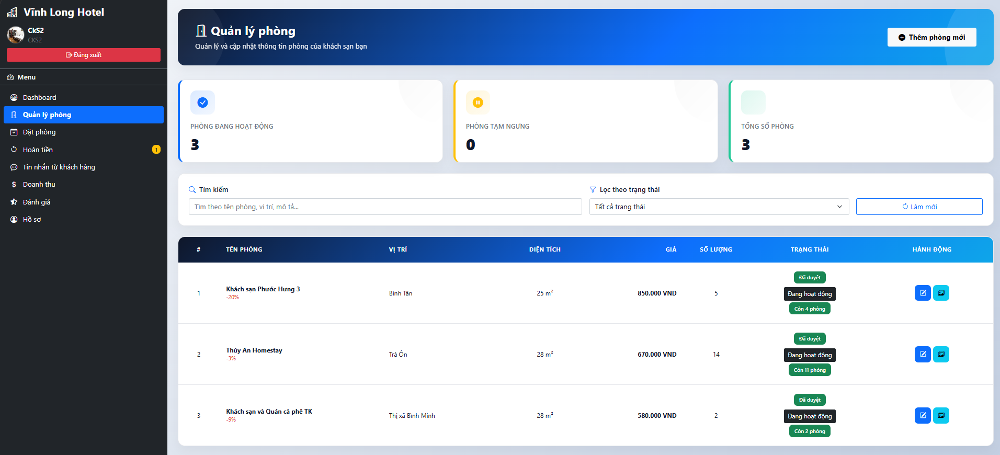 Vĩnh Long Hotel
CkS2
CKS2
Đăng xuất
Menu
Dashboard
Quản lý phòng
Đặt phòng
Hoàn tiền 1
Tin nhắn từ khách hàng
Doanh thu
Đánh giá
Hồ sơ
Quản lý phòng
Quản lý và cập nhật thông tin phòng của khách sạn bạn
Thêm phòng mới
PHÒNG ĐANG HOẠT ĐỘNG
3
PHÒNG TẠM NGƯNG
0
TỔNG SỐ PHÒNG
3
Tìm kiếm
Tìm theo tên phòng, vị trí, mô tả...
Lọc theo trạng thái
Tất cả trạng thái
Làm mới
# TÊN PHÒNG VỊ TRÍ DIỆN TÍCH GIÁ SỐ LƯỢNG TRẠNG THÁI HÀNH ĐỘNG
1 Khách sạn Phước Hưng 3 Bình Tân 25 m² 850.000 VND 5 Đã duyệt
-20%
Đang hoạt động
Còn 4 phòng
2 Thúy An Homestay Trà Ôn 28 m² 670.000 VND 14 Đã duyệt
-3%
Đang hoạt động
Còn 11 phòng
3 Khách sạn và Quán cà phê TK Thị xã Bình Minh 28 m² 580.000 VND 2 Đã duyệt
-9%
Đang hoạt động
Còn 2 phòng